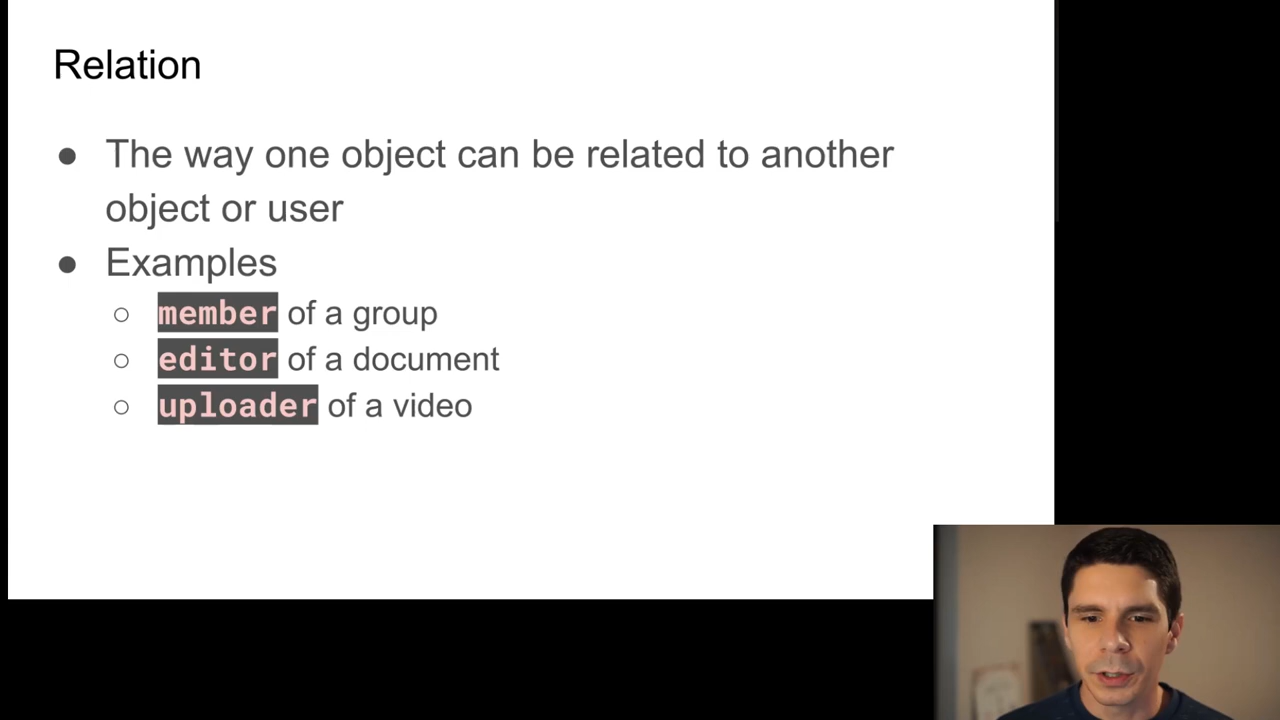 Relation
● The way one object can be related to another
object or user
● Examples
○ member of a group
○ editor of a document
○ uploader of a video